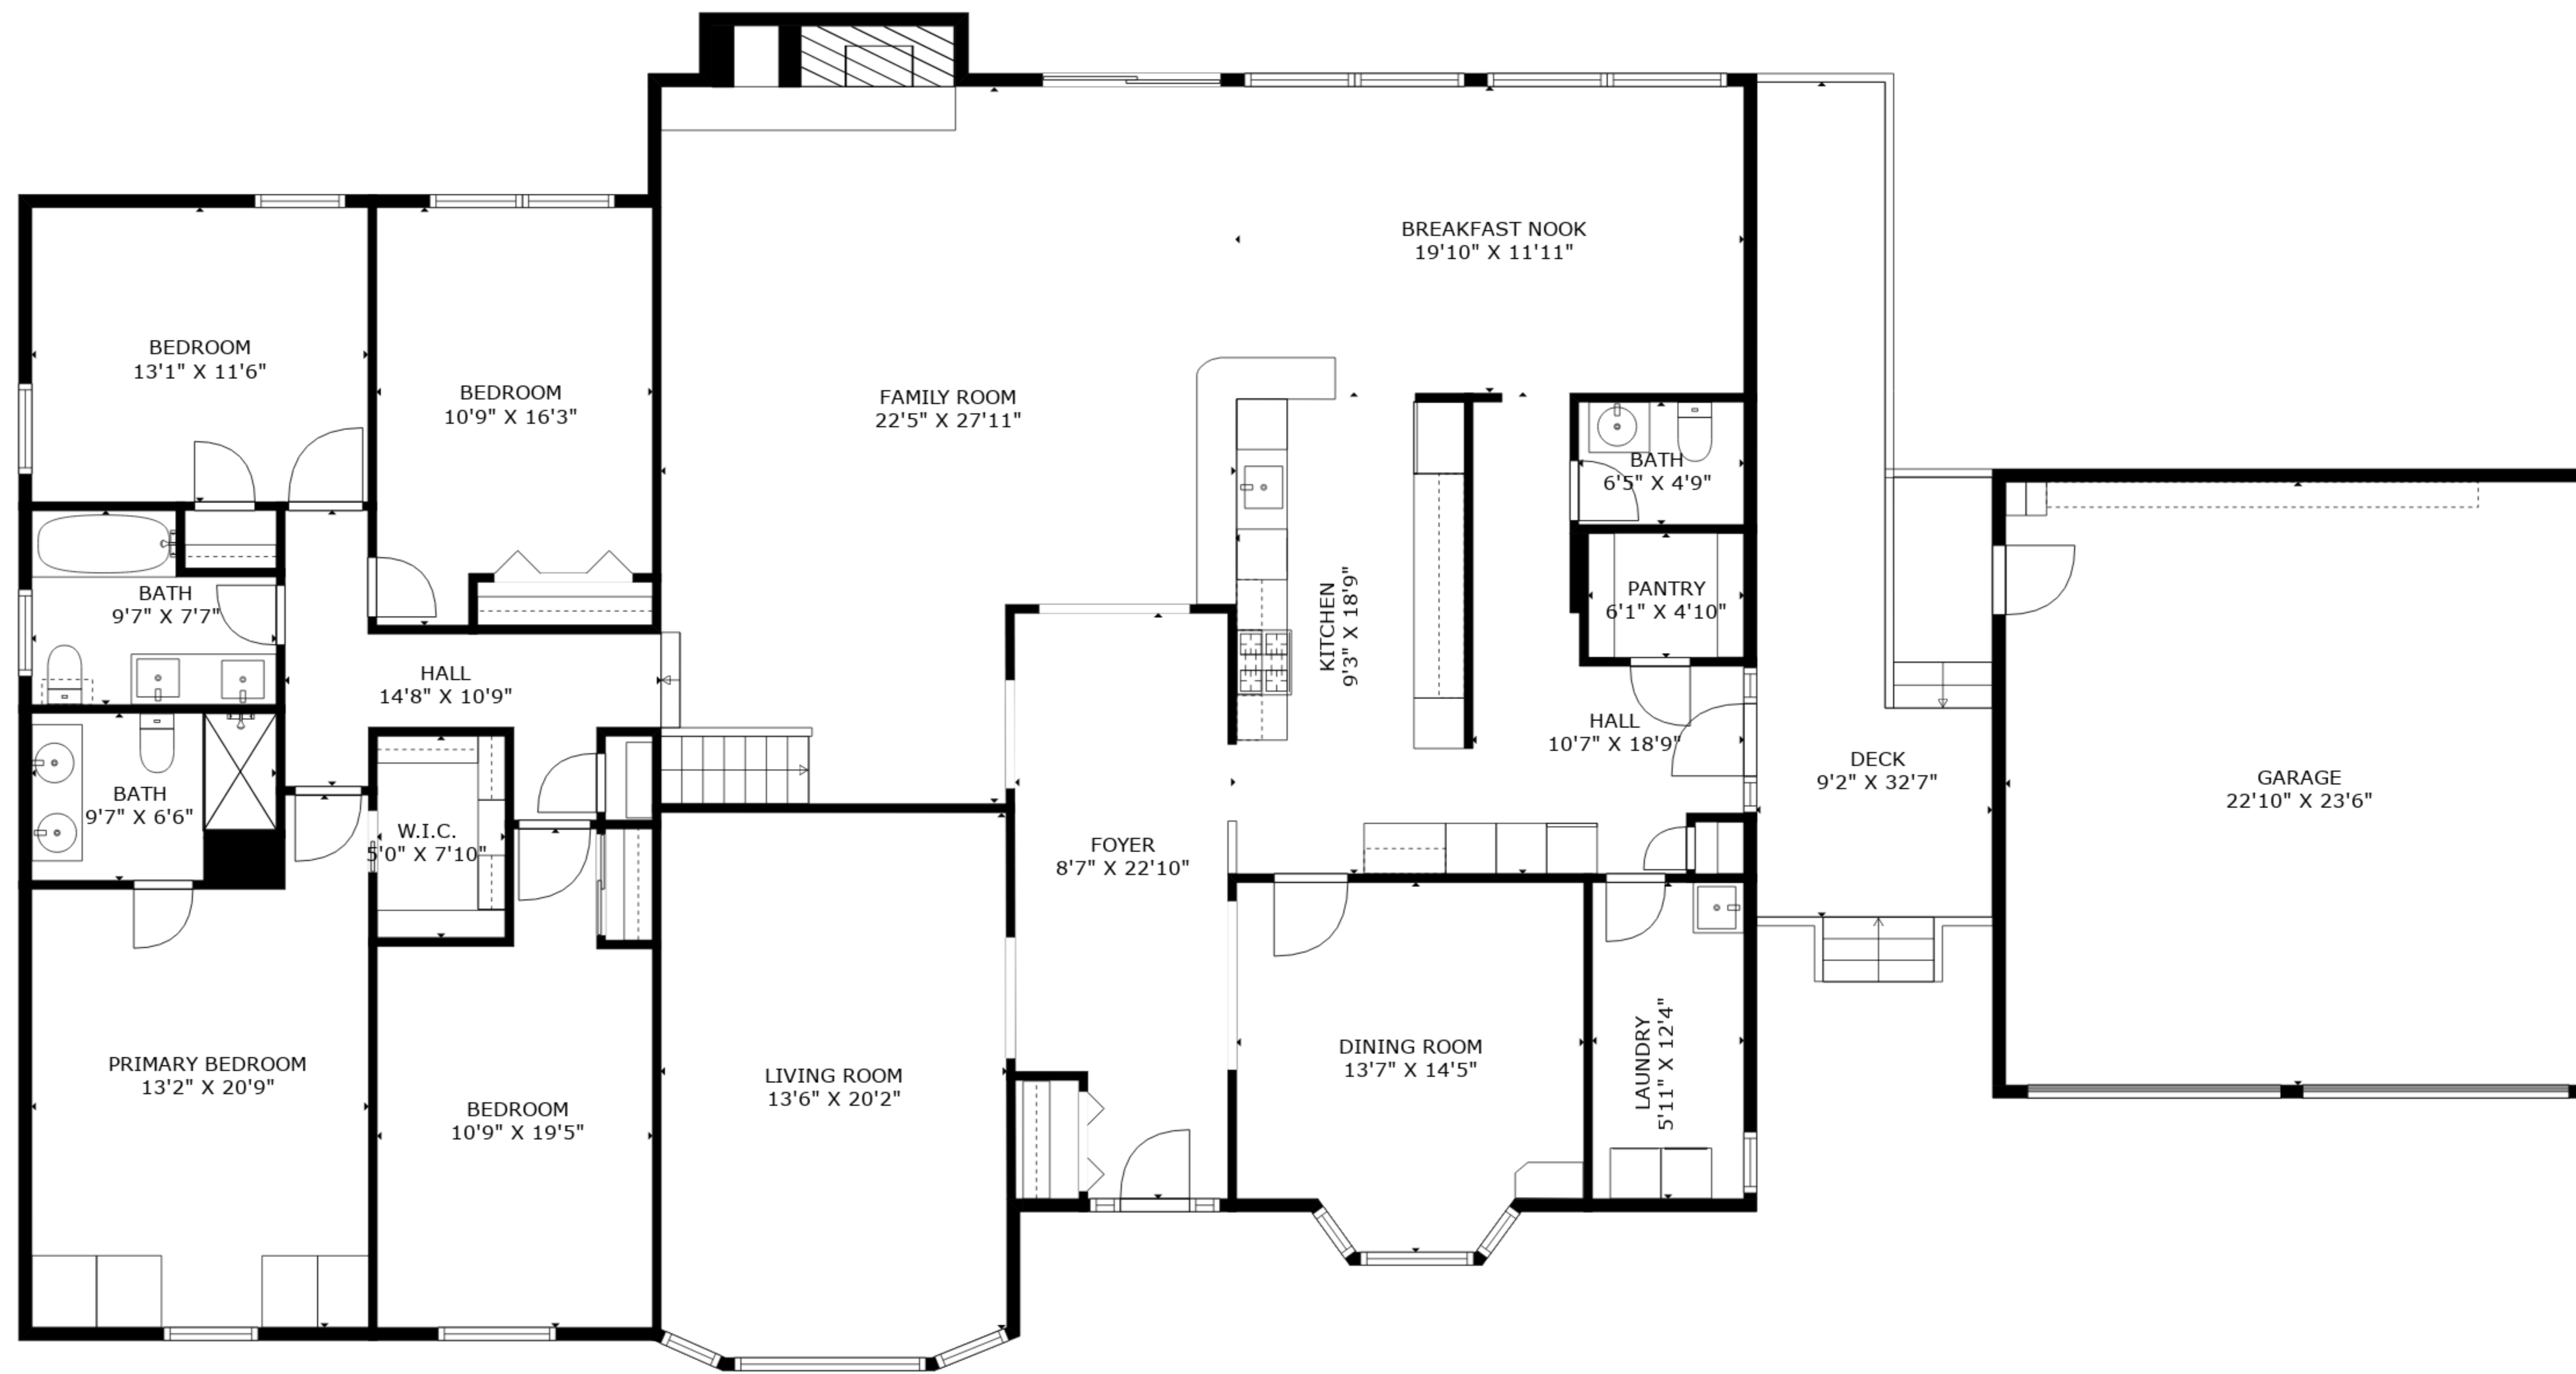 BREAKFAST NOOK
19'10" X 11'11"
BEDROOM
13'1" X 11'6"
BEDROOM
10'9" X 16'3"
FAMILY ROOM
22'5" X 27'11"
BATH
6'5" X 4'9"
BATH
9'7" X 7'7"
KITCHEN
9'3" X 18'9"
PANTRY
6'1" X 4'10"
HALL
14'8" X 10'9"
HALL
10'7" X 18'9"
DECK
9'2" X 32'7"
GARAGE
22'10" X 23'6"
BATH
9'7" X 6'6"
W.I.C.
5'0" X 7'10"
FOYER
8'7" X 22'10"
PRIMARY BEDROOM
13'2" X 20'9"
BEDROOM
10'9" X 19'5"
LIVING ROOM
13'6" X 20'2"
DINING ROOM
13'7" X 14'5"
LAUNDRY
5'11" X 12'4"